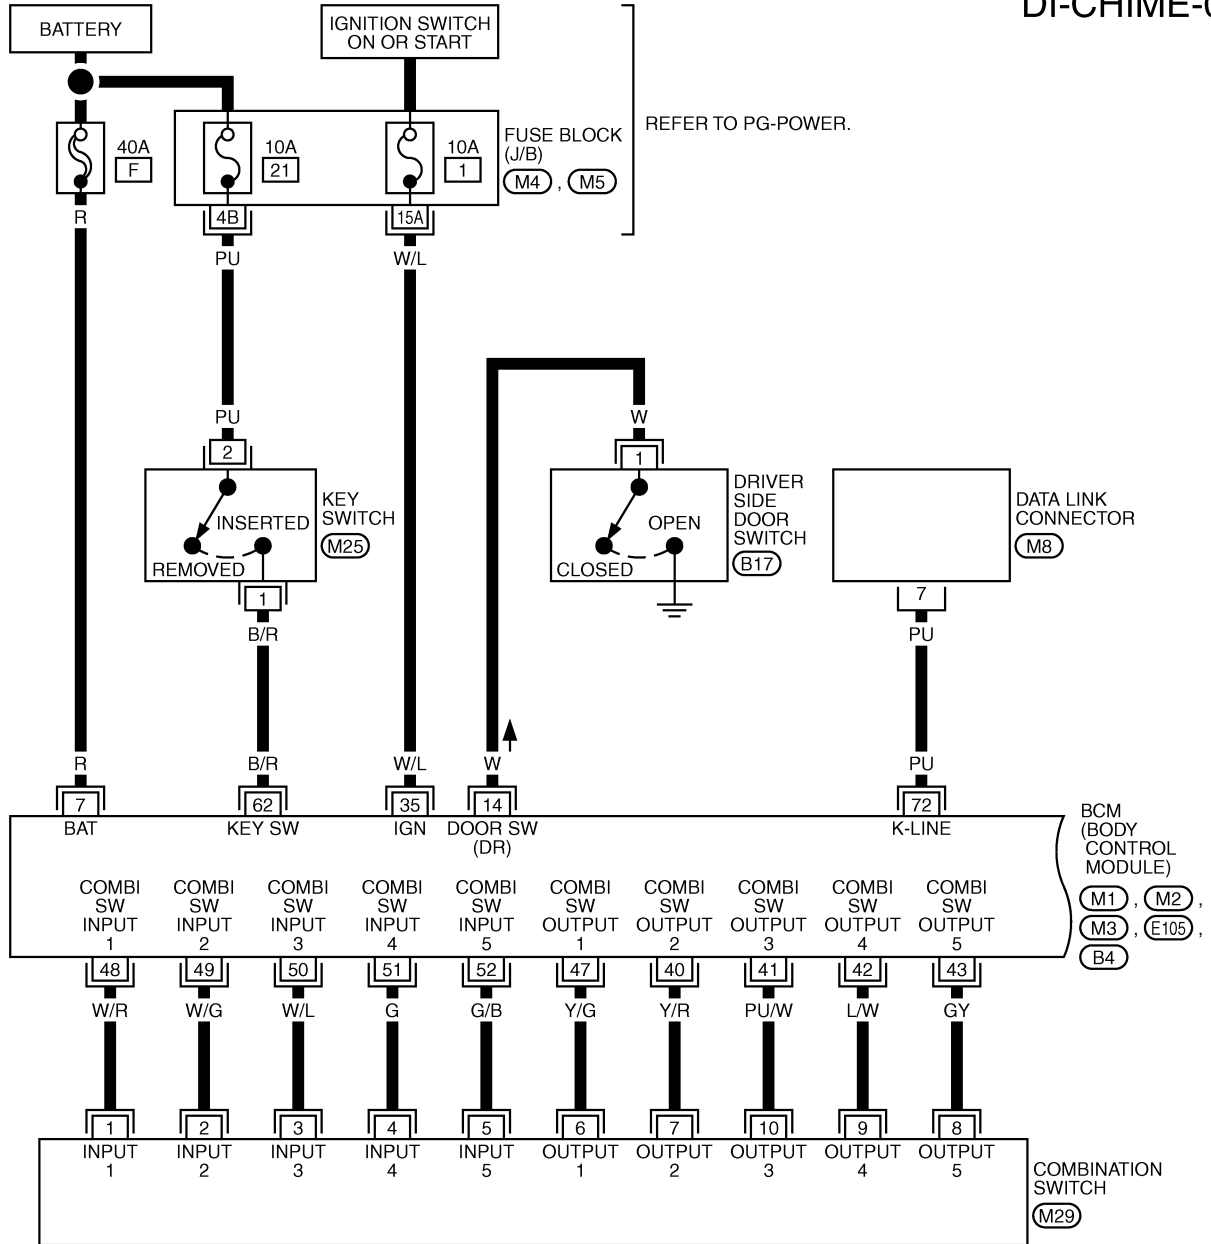 DI-CHIME-
BATTERY
IGNITION SWITCH
ON OR START
REFER TO PG-POWER.
40A
F
10A
21
10A
1
FUSE BLOCK
(J/B)
M4 , M5
R
4B
15A
PU
W/L
PU
W
2
1
KEY
SWITCH
M25
INSERTED
REMOVED
DRIVER
SIDE
DOOR
SWITCH
B17
OPEN
CLOSED
DATA LINK
CONNECTOR
M8
1
7
B/R
PU
R
B/R
W/L
W
PU
7
62
35
14
72
BAT
KEY SW
IGN
DOOR SW
(DR)
K-LINE
BCM
(BODY
CONTROL
MODULE)
M1 , M2 ,
M3 , E105 ,
B4
COMBI SW INPUT 1
COMBI SW INPUT 2
COMBI SW INPUT 3
COMBI SW INPUT 4
COMBI SW INPUT 5
COMBI SW OUTPUT 1
COMBI SW OUTPUT 2
COMBI SW OUTPUT 3
COMBI SW OUTPUT 4
COMBI SW OUTPUT 5
48 49 50 51 52 47 40 41 42 43
W/R W/G W/L G G/B Y/G Y/R PU/W L/W GY
1 2 3 4 5 6 7 10 9 8
INPUT INPUT INPUT INPUT INPUT OUTPUT OUTPUT OUTPUT OUTPUT OUTPUT
1 2 3 4 5 1 2 3 4 5
COMBINATION
SWITCH
M29